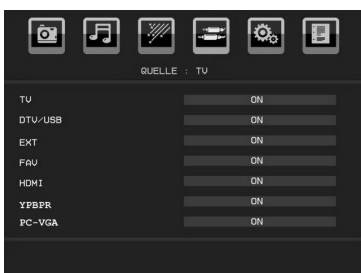 QUELLE : TV
TV ON
DTV/USB ON
EXT ON
FAV ON
HDMI ON
YPBPR ON
PC-VGA ON